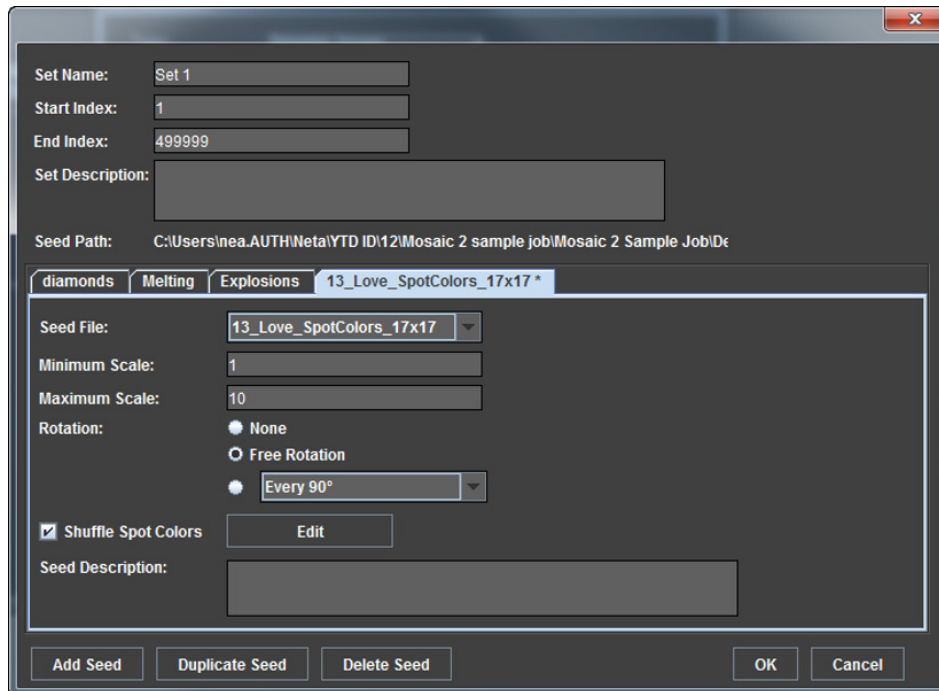 X
Set Name: Set 1
Start Index: 1
End Index: 499999
Set Description:
Seed Path: C:\Users\nea.AUTH\Neta\YTD ID\12\Mosaic 2 sample job\Mosaic 2 Sample Job\De
diamonds Melting Explosions 13_Love_SpotColors_17x17 *
Seed File: 13_Love_SpotColors_17x17
Minimum Scale: 1
Maximum Scale: 10
Rotation: None
Free Rotation
Every 90°
Shuffle Spot Colors Edit
Seed Description:
Add Seed Duplicate Seed Delete Seed OK Cancel